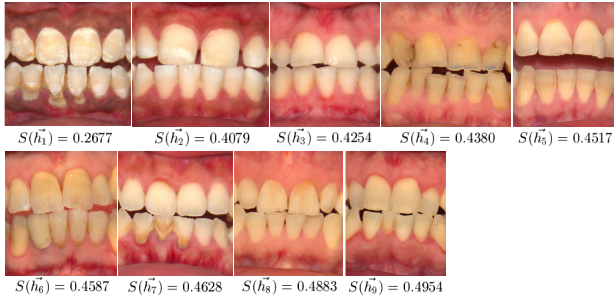 S(h⃗₁) = 0.2677 S(h⃗₂) = 0.4079 S(h⃗₃) = 0.4254 S(h⃗₄) = 0.4380 S(h⃗₅) = 0.4517
S(h⃗₆) = 0.4587 S(h⃗₇) = 0.4628 S(h⃗₈) = 0.4883 S(h⃗₉) = 0.4954